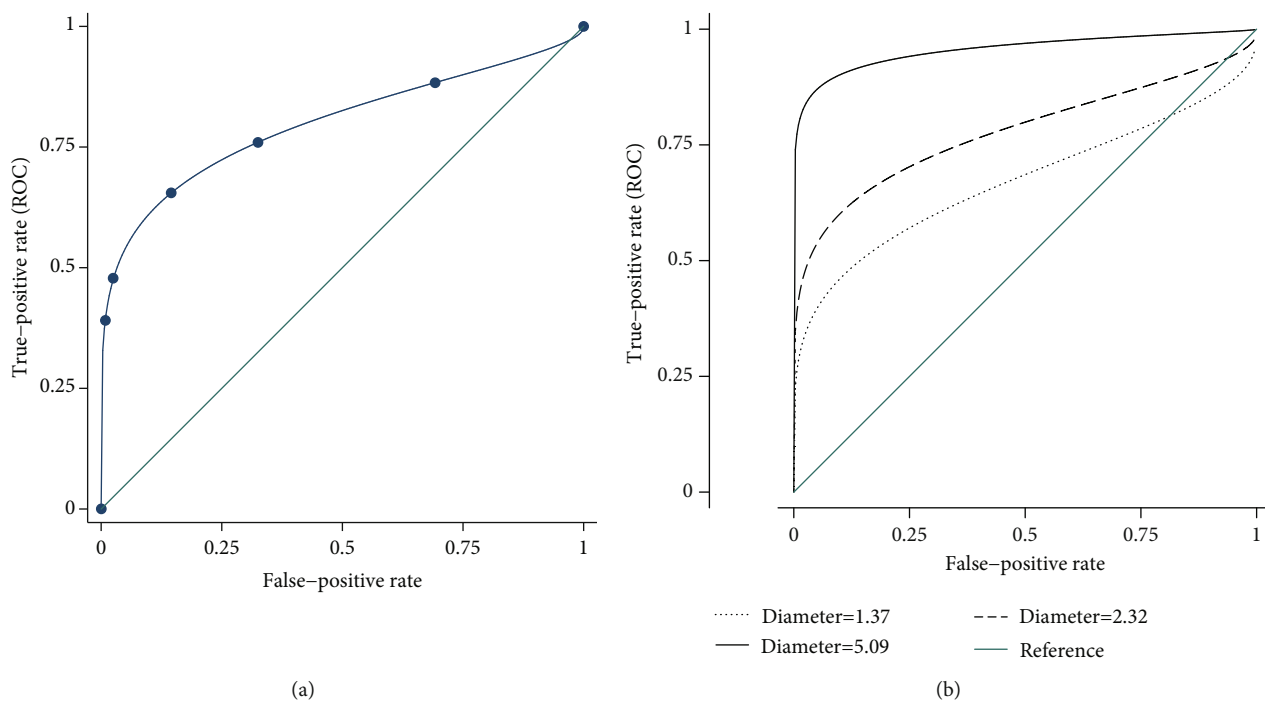 1
0.75
0.5
0.25
0
True−positive rate (ROC)
0 0.25 0.5 0.75 1
False−positive rate
(a)
1
0.75
0.5
0.25
0
True−positive rate (ROC)
0 0.25 0.5 0.75 1
False−positive rate
Diameter=1.37 Diameter=2.32
Diameter=5.09 Reference
(b)